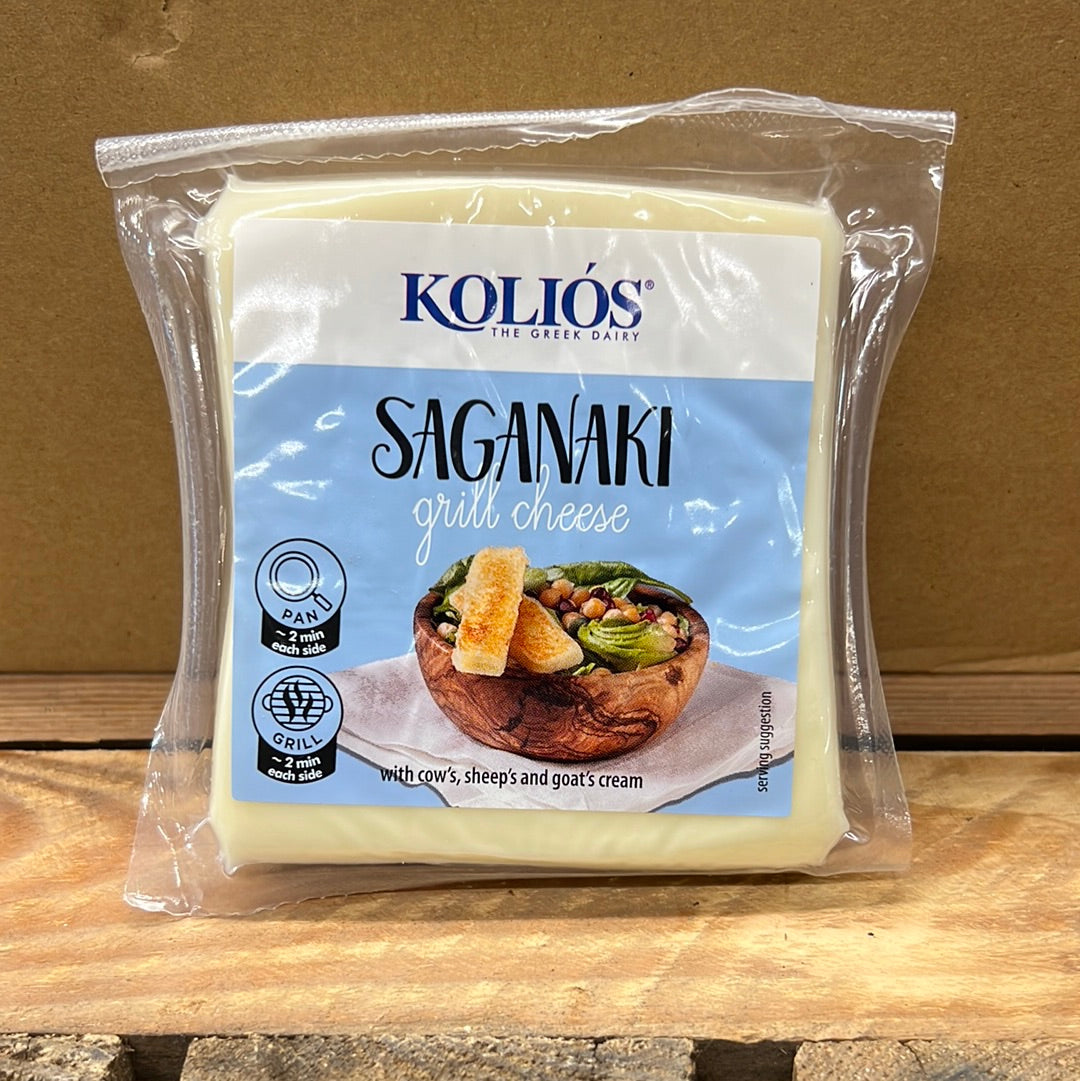 KOLIÓS®
THE GREEK DAIRY
SAGANAKI
grill cheese
PAN
~ 2 min
each side
GRILL
~ 2 min
each side
with cow's, sheep's and goat's cream
serving suggestion